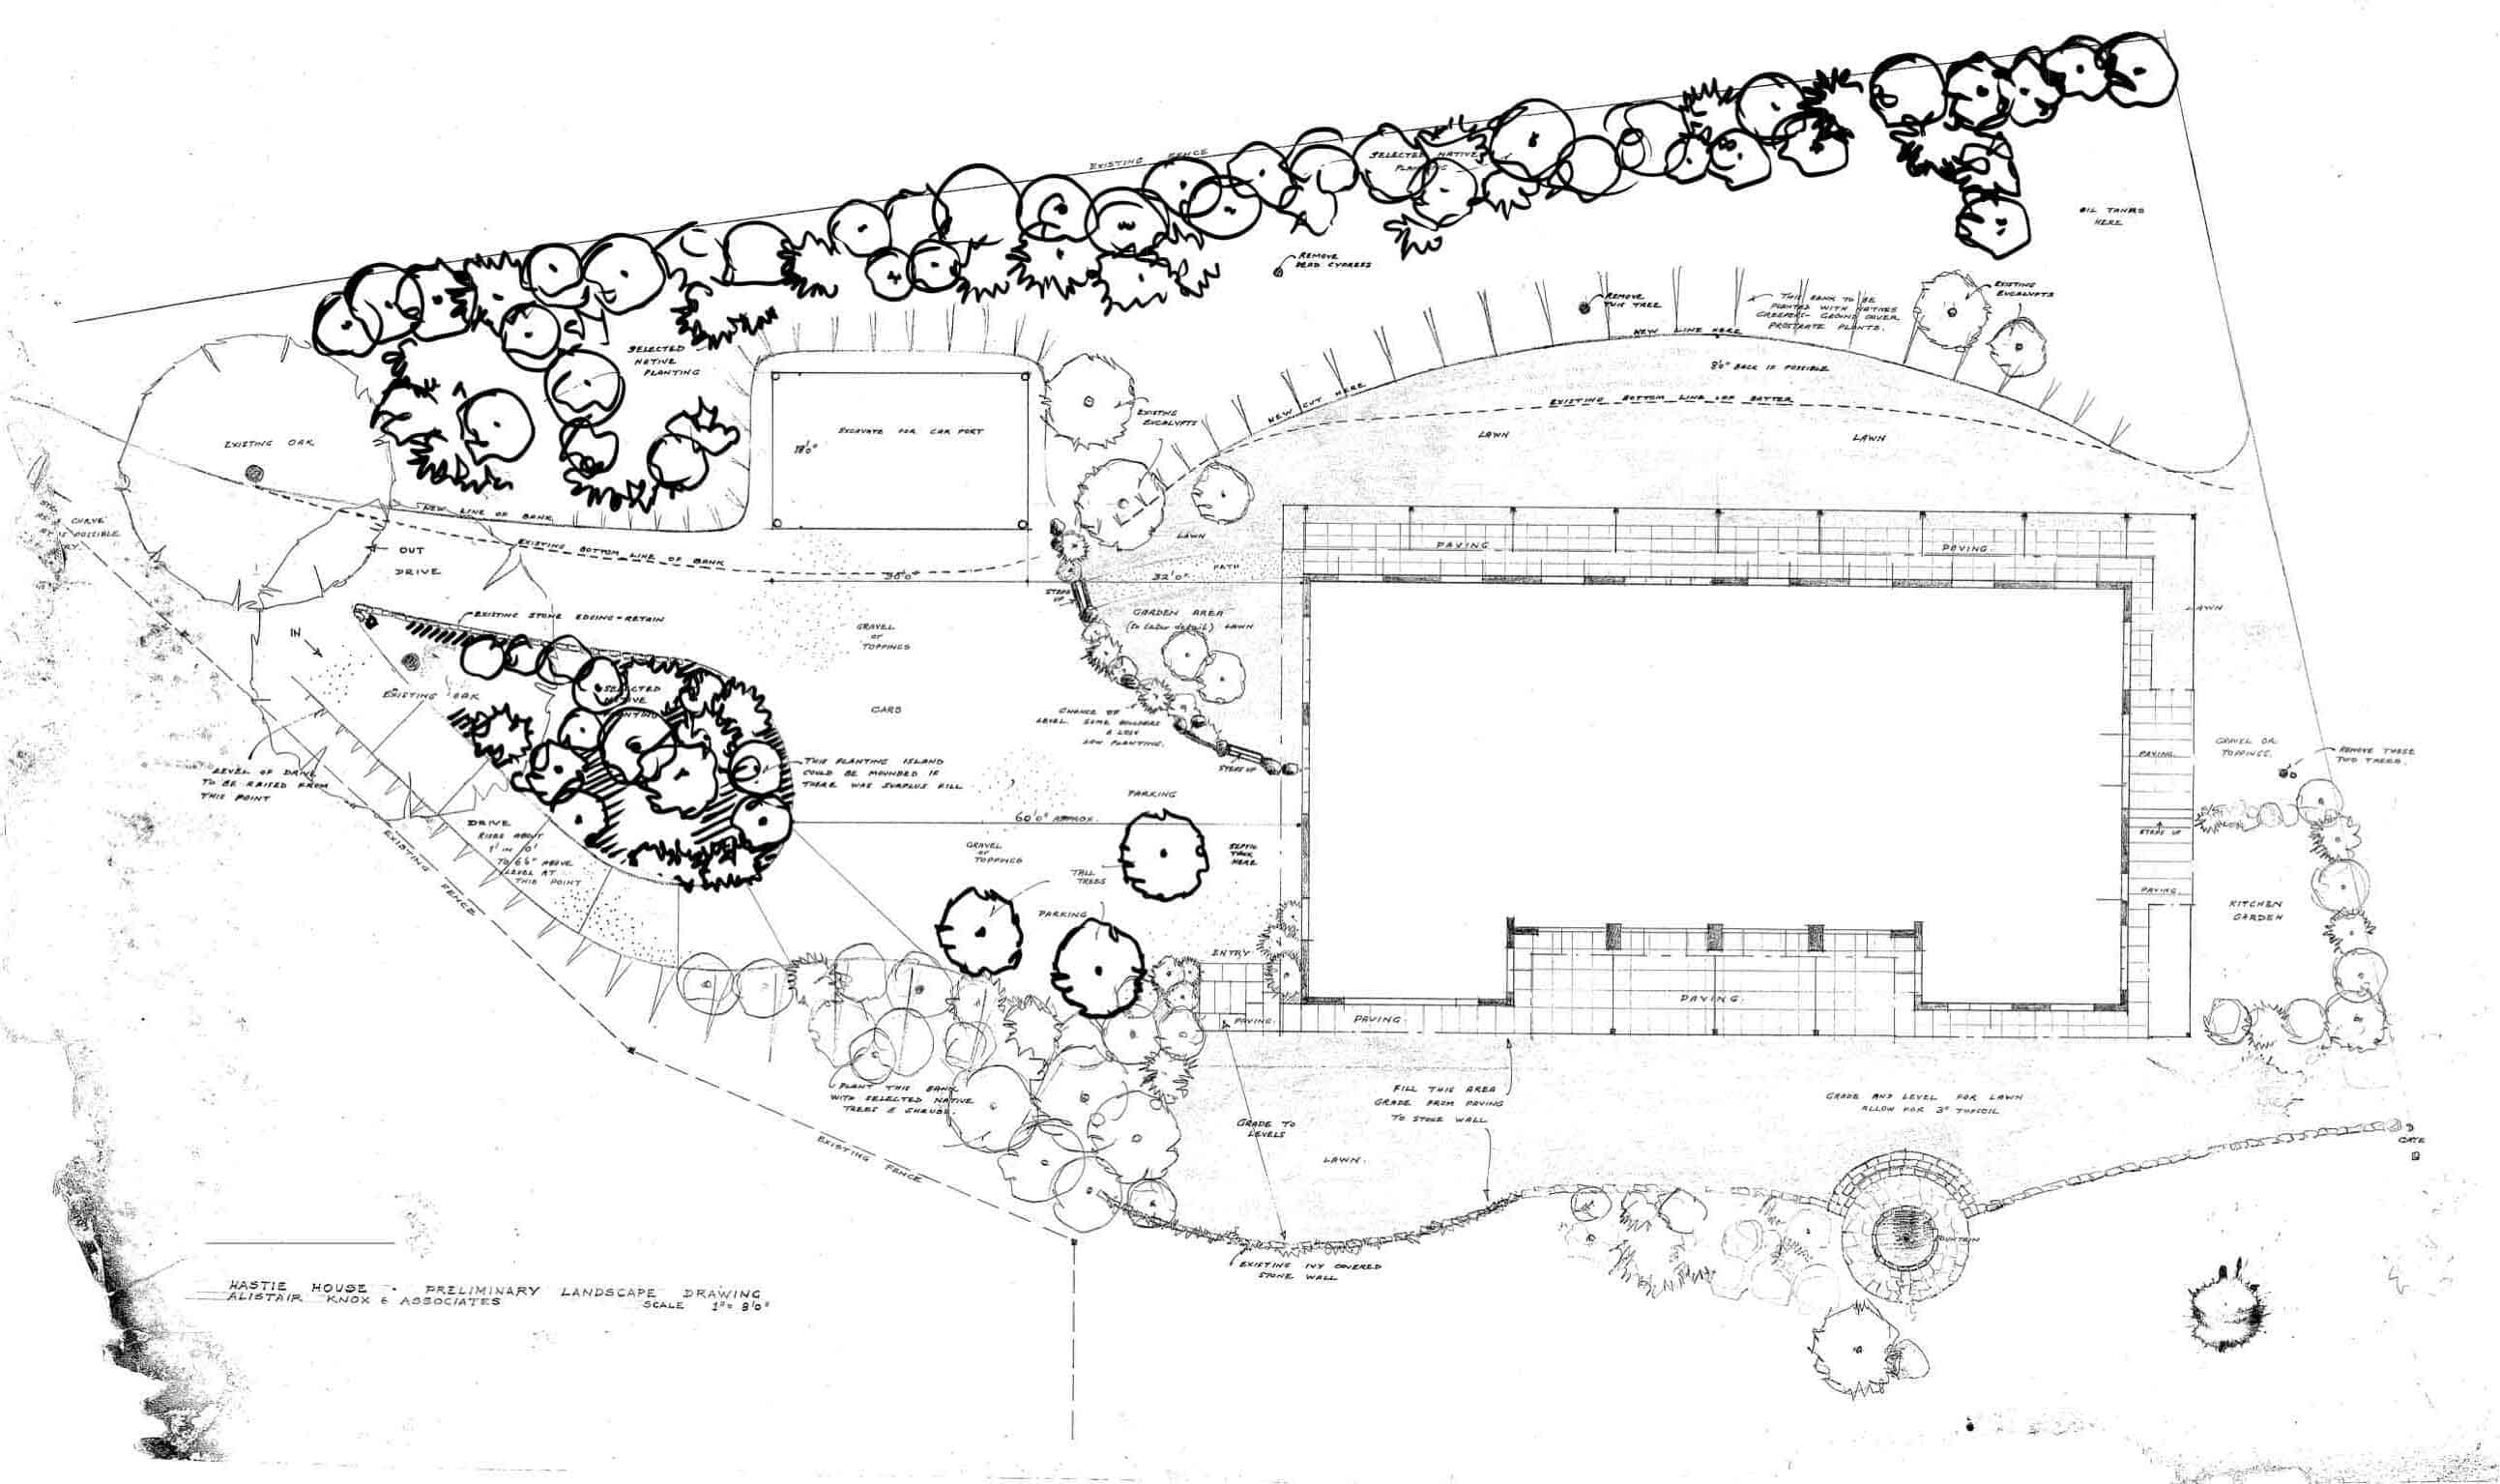 EXISTING FENCE
SELECTED NATIVE
PLANTING
OIL TANKS
HERE
REMOVE
DEAD CYPRESS
REMOVE
THIS TREE
THIS BANK TO BE
PLANTED WITH NATIVES
CREEPERS - GROUND COVER
PROSTRATE PLANTS.
EXISTING
EUCALYPTS
NEW LINE HERE
8'0" BACK IF POSSIBLE
NEW CUT HERE
EXISTING BOTTOM LINE OF BATTER
LAWN
LAWN
SELECTED
NATIVE
PLANTING
EXCAVATE FOR CAR PORT
18'0"
EXISTING
EUCALYPTS
EXISTING OAK
NEW LINE OF BANK
EXISTING BOTTOM LINE OF BANK
CURVE
POSSIBLE
OUT
DRIVE
IN
30'0"
32'0"
LAWN
PATH
STEPS
UP
PAVING
PAVING
LAWN
EXISTING STONE EDGING - RETAIN
GRAVEL
OR
TOPPINGS
GARDEN AREA
(to later detail) LAWN
EXISTING OAK
SELECTED
NATIVE
PLANTING
CARS
CHANGE OF
LEVEL. SOME BOULDERS
& LOW PLANTING.
STEPS UP
PAVING
GRAVEL OR
TOPPINGS.
REMOVE THESE
TWO TREES.
LEVEL OF DRIVE
TO BE RAISED FROM
THIS POINT
THIS PLANTING ISLAND
COULD BE MOUNDED IF
THERE WAS SURPLUS FILL
PARKING
60'0" APPROX.
STEPS UP
DRIVE
RISES ABOUT
1' IN 10'
TO 6'6" ABOVE
LEVEL AT
THIS POINT
EXISTING FENCE
GRAVEL
OR
TOPPINGS
TALL
TREES
SEPTIC
TANK
HERE
PAVING
KITCHEN
GARDEN
PARKING
ENTRY
PAVING
PAVING.
PAVING.
PLANT THIS BANK
WITH SELECTED NATIVE
TREES & SHRUBS.
FILL THIS AREA
GRADE FROM PAVING
TO STONE WALL
GRADE AND LEVEL FOR LAWN
ALLOW FOR 3" TOPSOIL
GRADE TO
LEVELS
LAWN.
GATE
EXISTING FENCE
EXISTING IVY COVERED
STONE WALL
FOUNTAIN
HASTIE HOUSE - PRELIMINARY LANDSCAPE DRAWING
ALISTAIR KNOX & ASSOCIATES SCALE 1" = 8'0"